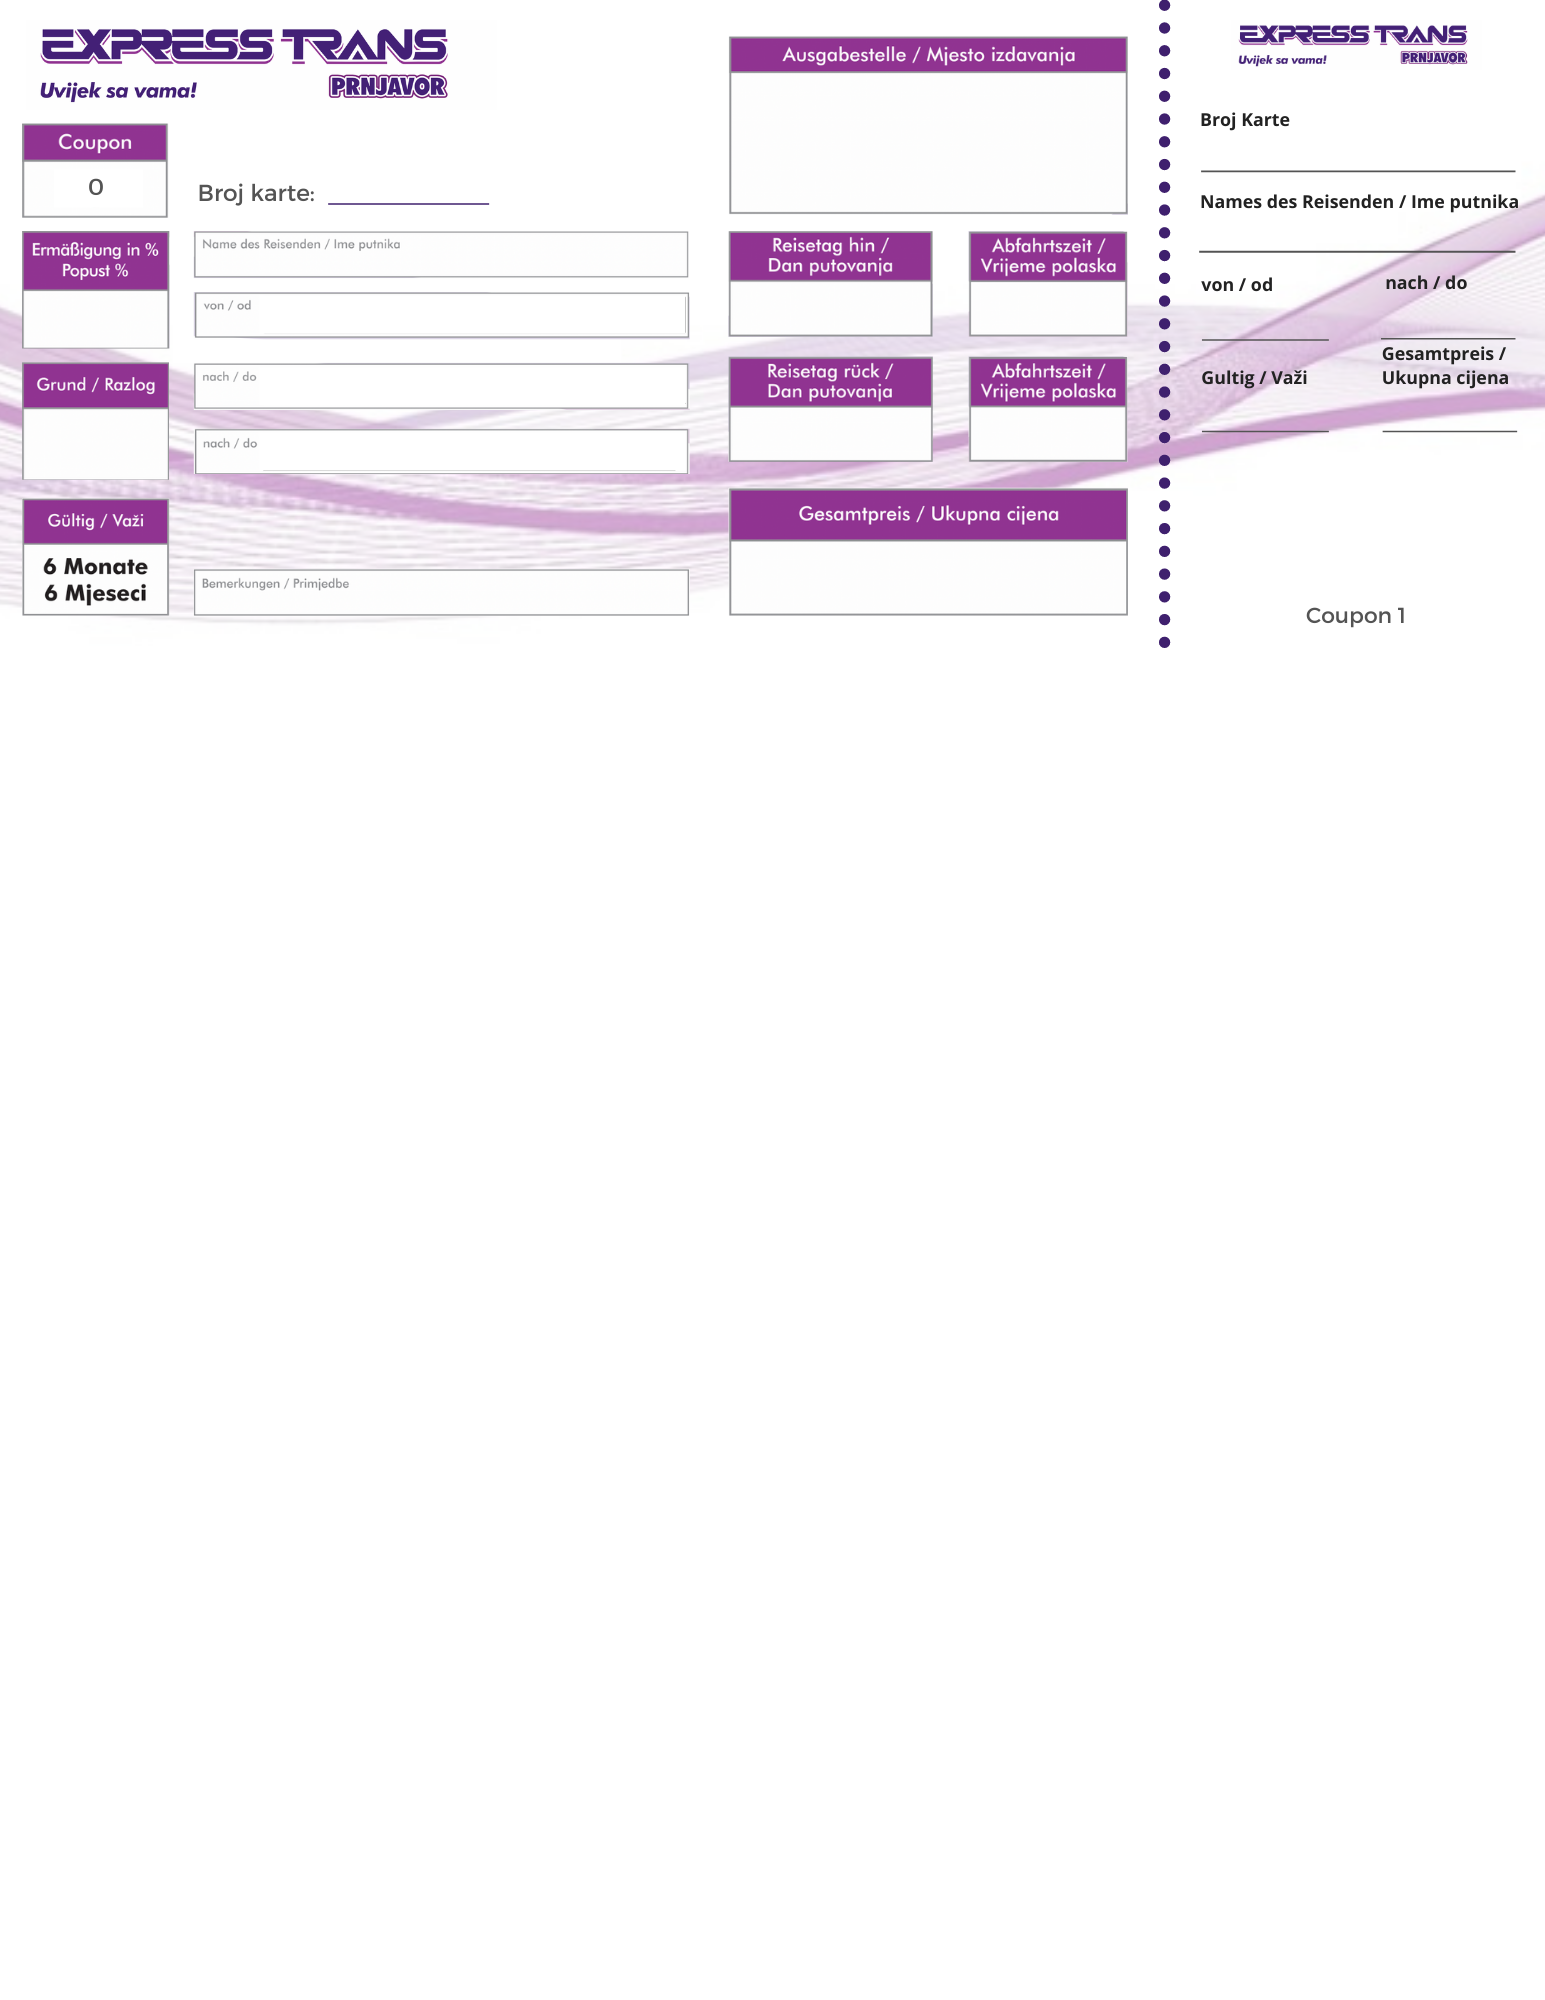 EXPRESS TRANS
Uvijek sa vama!
PRNJAVOR
Coupon
0
Broj karte:
Ermäßigung in %
Popust %
Grund / Razlog
Gültig / Važi
6 Monate
6 Mjeseci
Name des Reisenden / Ime putnika
von / od
nach / do
nach / do
Bemerkungen / Primjedbe
Ausgabestelle / Mjesto izdavanja
Reisetag hin /
Dan putovanja
Abfahrtszeit /
Vrijeme polaska
Reisetag rück /
Dan putovanja
Abfahrtszeit /
Vrijeme polaska
Gesamtpreis / Ukupna cijena
EXPRESS TRANS
Uvijek sa vama!
PRNJAVOR
Broj Karte
Names des Reisenden / Ime putnika
von / od
nach / do
Gultig / Važi
Gesamtpreis /
Ukupna cijena
Coupon 1